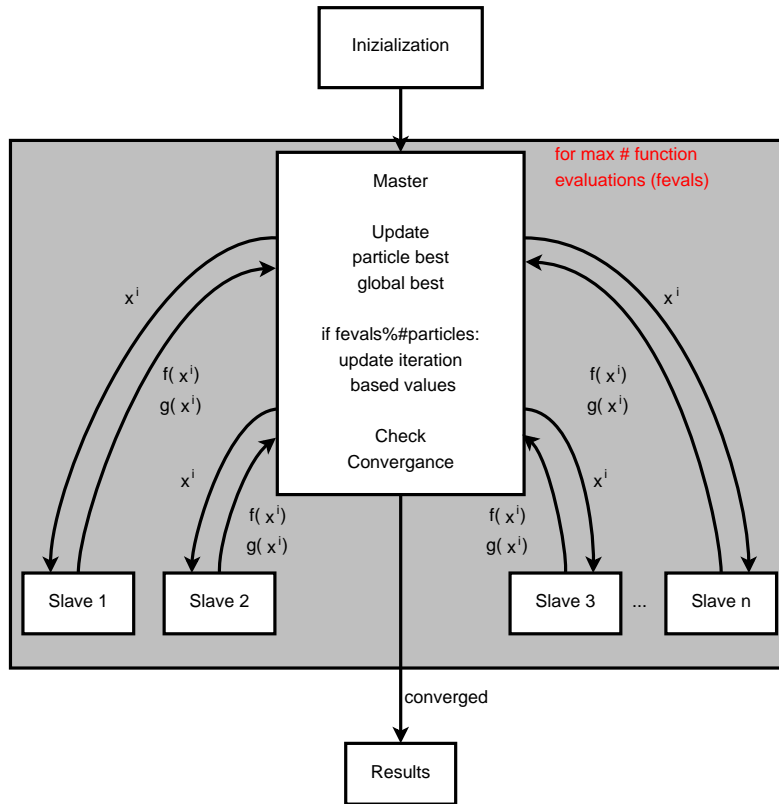 Inizialization
for max # function
evaluations (fevals)
Master
Update
particle best
global best
if fevals%#particles:
update iteration
based values
Check
Convergance
x^i
f( x^i)
g( x^i)
x^i
f( x^i)
g( x^i)
x^i
f( x^i)
g( x^i)
x^i
f( x^i)
g( x^i)
Slave 1
Slave 2
Slave 3
...
Slave n
converged
Results